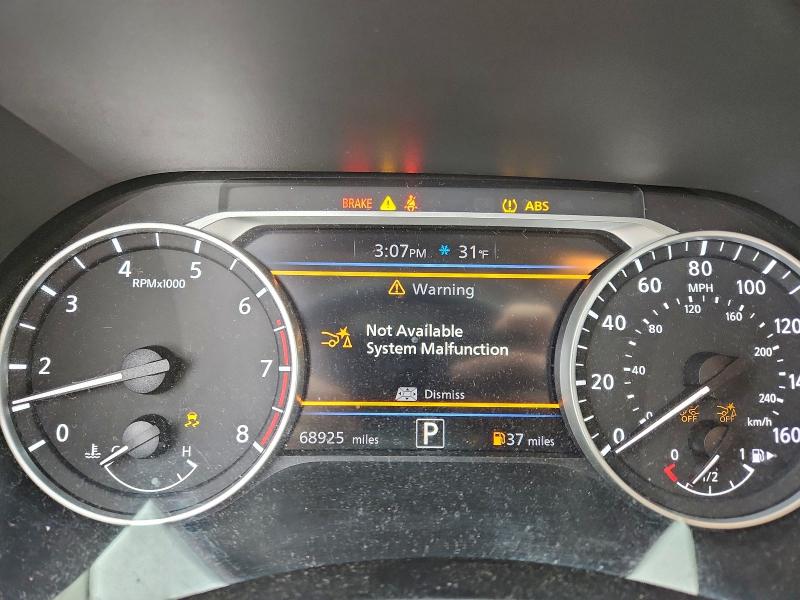 BRAKE
ABS
3:07PM 31°F
Warning
Not Available
System Malfunction
Dismiss
68925 miles
P
37 miles
RPMx1000
0
2
3
4
5
6
7
8
H
MPH
0
20
40
60
80
100
120
160
0
40
80
120
160
200
240
km/h
OFF
OFF
0
1/2
1